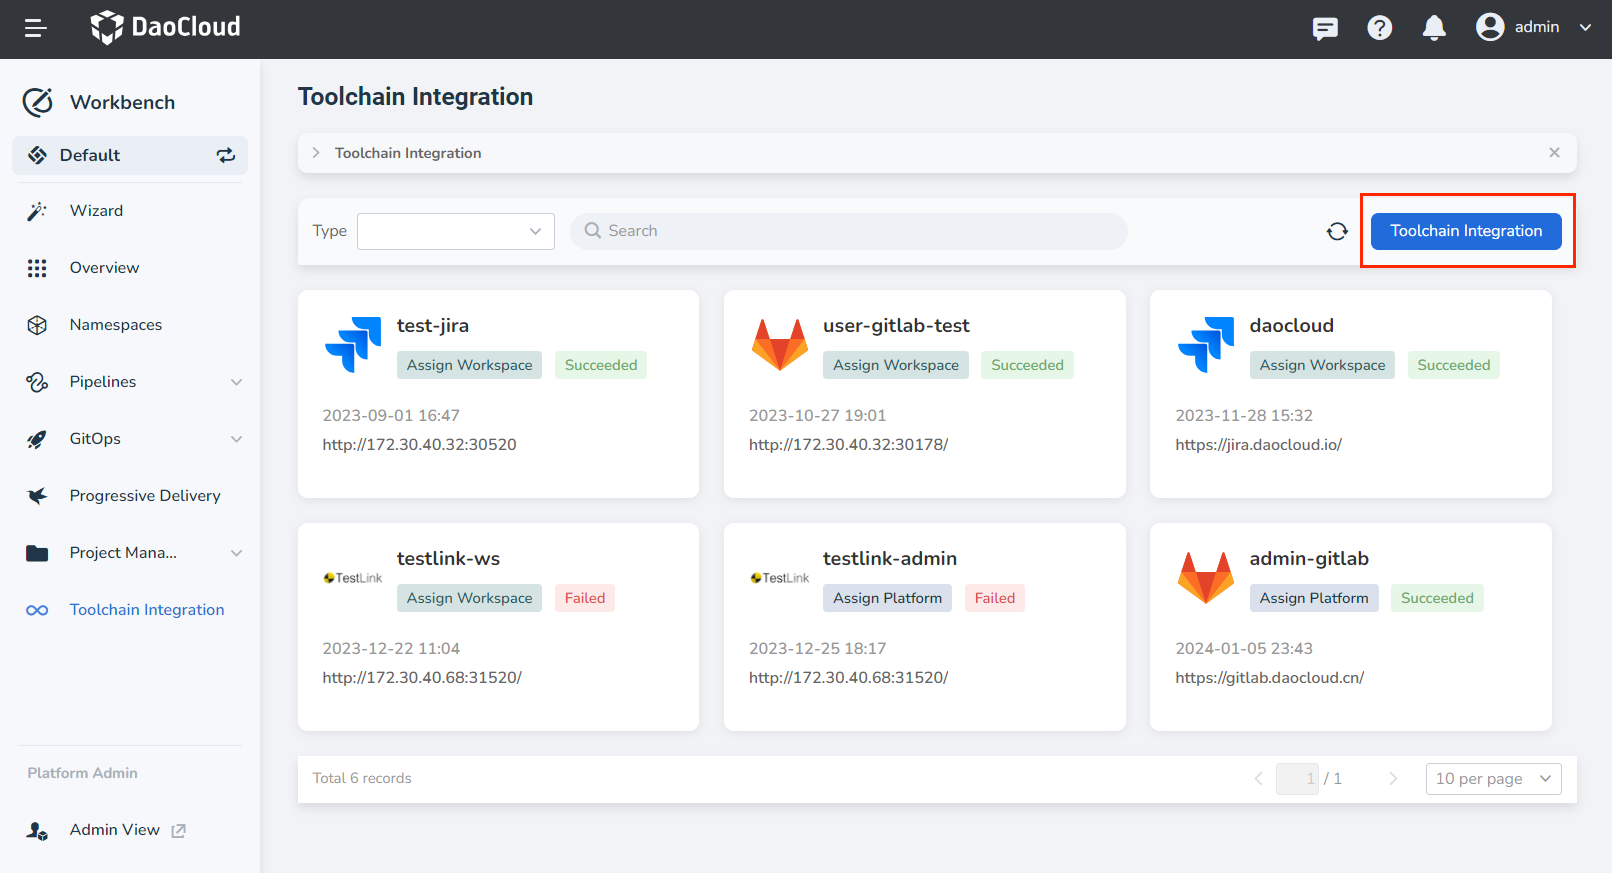 DaoCloud
admin
Workbench
Default
Wizard
Overview
Namespaces
Pipelines
GitOps
Progressive Delivery
Project Mana...
Toolchain Integration
Platform Admin
Admin View
Toolchain Integration
Toolchain Integration
Type
Search
Toolchain Integration
test-jira
Assign Workspace Succeeded
2023-09-01 16:47
http://172.30.40.32:30520
user-gitlab-test
Assign Workspace Succeeded
2023-10-27 19:01
http://172.30.40.32:30178/
daocloud
Assign Workspace Succeeded
2023-11-28 15:32
https://jira.daocloud.io/
TestLink
testlink-ws
Assign Workspace Failed
2023-12-22 11:04
http://172.30.40.68:31520/
TestLink
testlink-admin
Assign Platform Failed
2023-12-25 18:17
http://172.30.40.68:31520/
admin-gitlab
Assign Platform Succeeded
2024-01-05 23:43
https://gitlab.daocloud.cn/
Total 6 records
1 / 1
10 per page